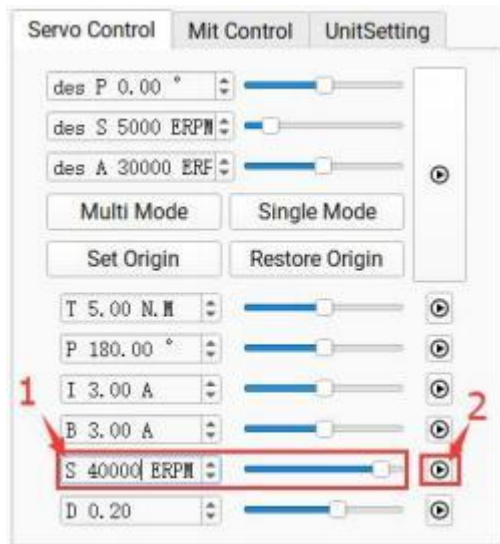 Servo Control Mit Control UnitSetting
des P 0.00 °
des S 5000 ERPM
des A 30000 ERF
Multi Mode Single Mode
Set Origin Restore Origin
T 5.00 N.M
P 180.00 °
1 I 3.00 A 2
B 3.00 A
S 40000 ERPM
D 0.20